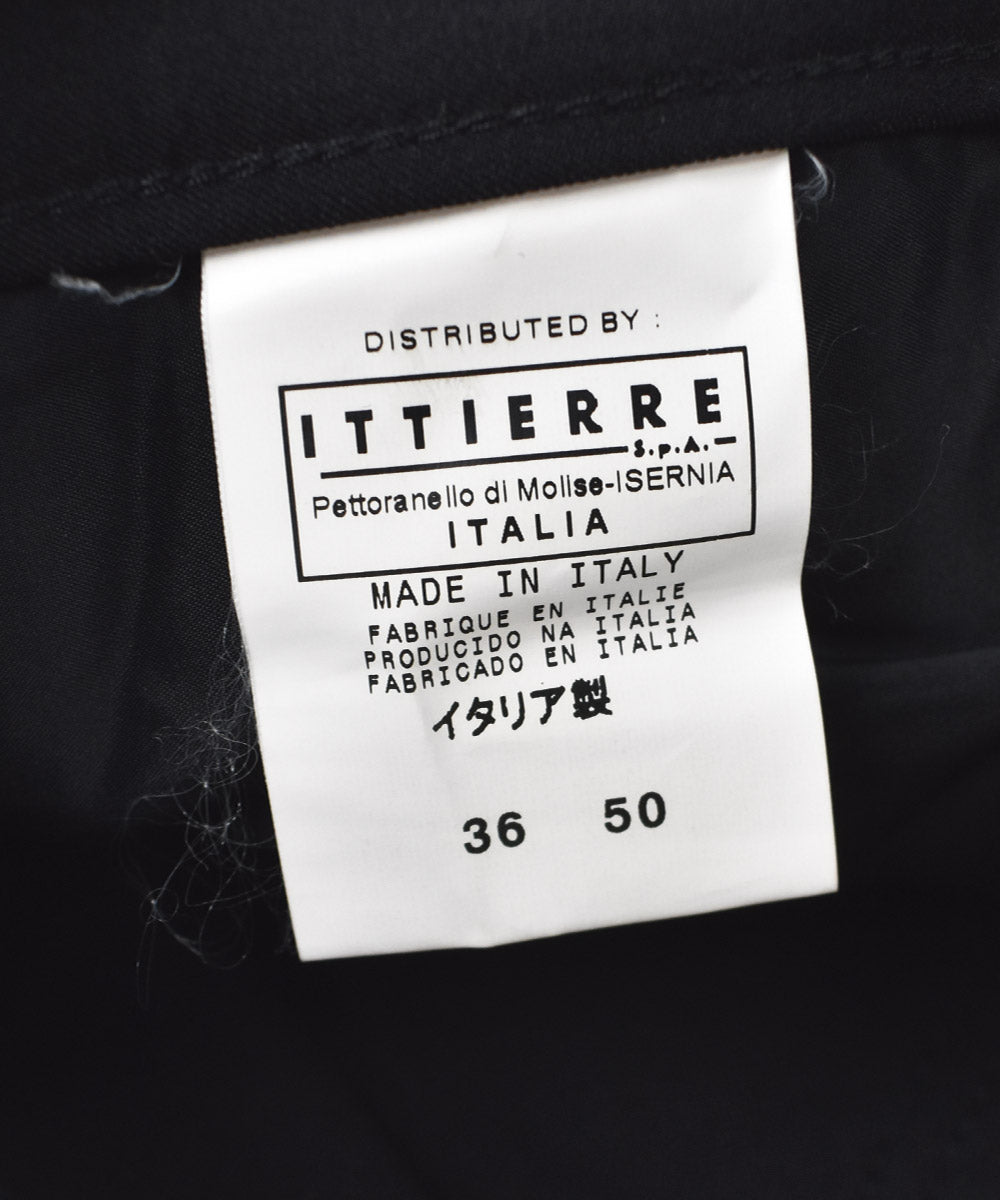 DISTRIBUTED BY :
ITTIERRE
S.p.A.
Pettoranello di Molise-ISERNIA
ITALIA
MADE IN ITALY
FABRIQUE EN ITALIE
PRODUCIDO NA ITALIA
FABRICADO EN ITALIA
イタリア製
36 50